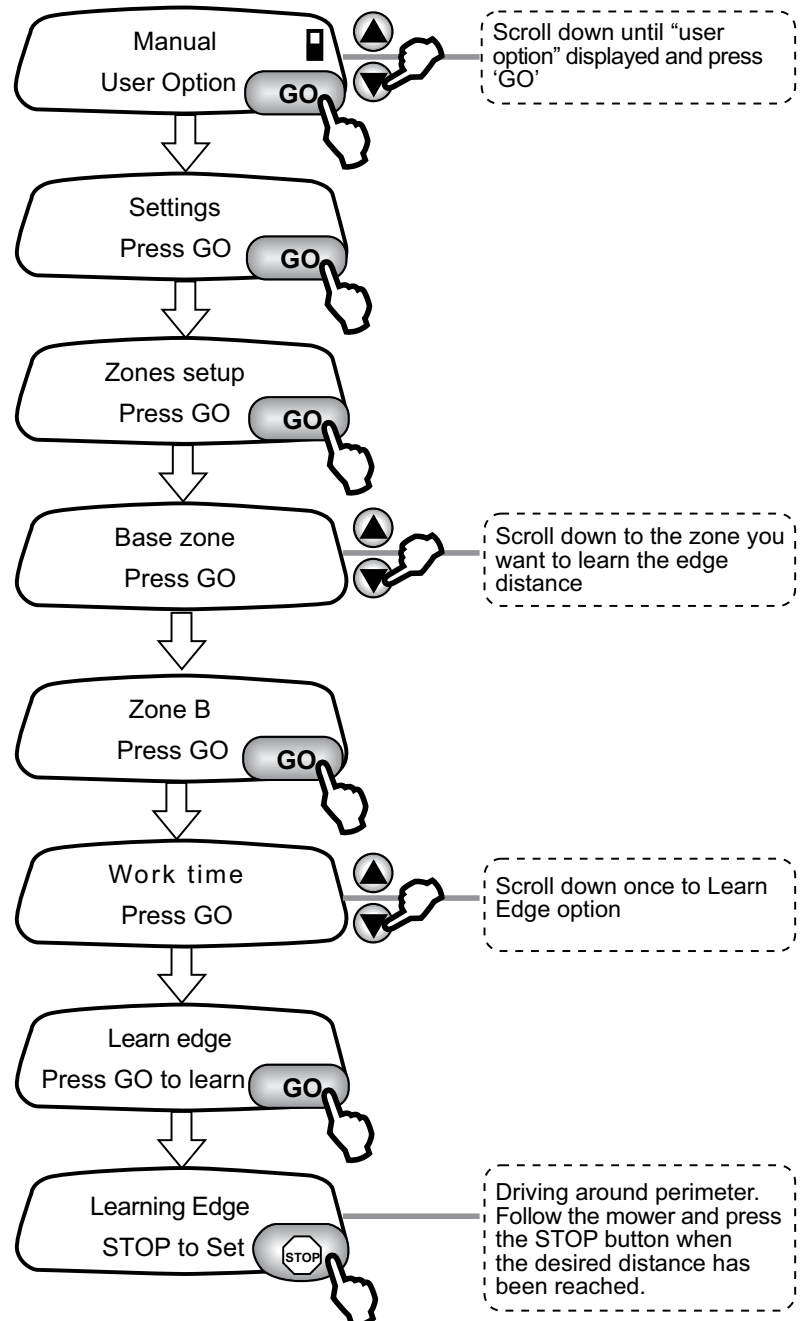 Manual
User Option
GO
Scroll down until “user
option” displayed and press
‘GO’
Settings
Press GO
GO
Zones setup
Press GO
GO
Base zone
Press GO
Scroll down to the zone you
want to learn the edge
distance
Zone B
Press GO
GO
Work time
Press GO
Scroll down once to Learn
Edge option
Learn edge
Press GO to learn
GO
Learning Edge
STOP to Set
STOP
Driving around perimeter.
Follow the mower and press
the STOP button when
the desired distance has
been reached.